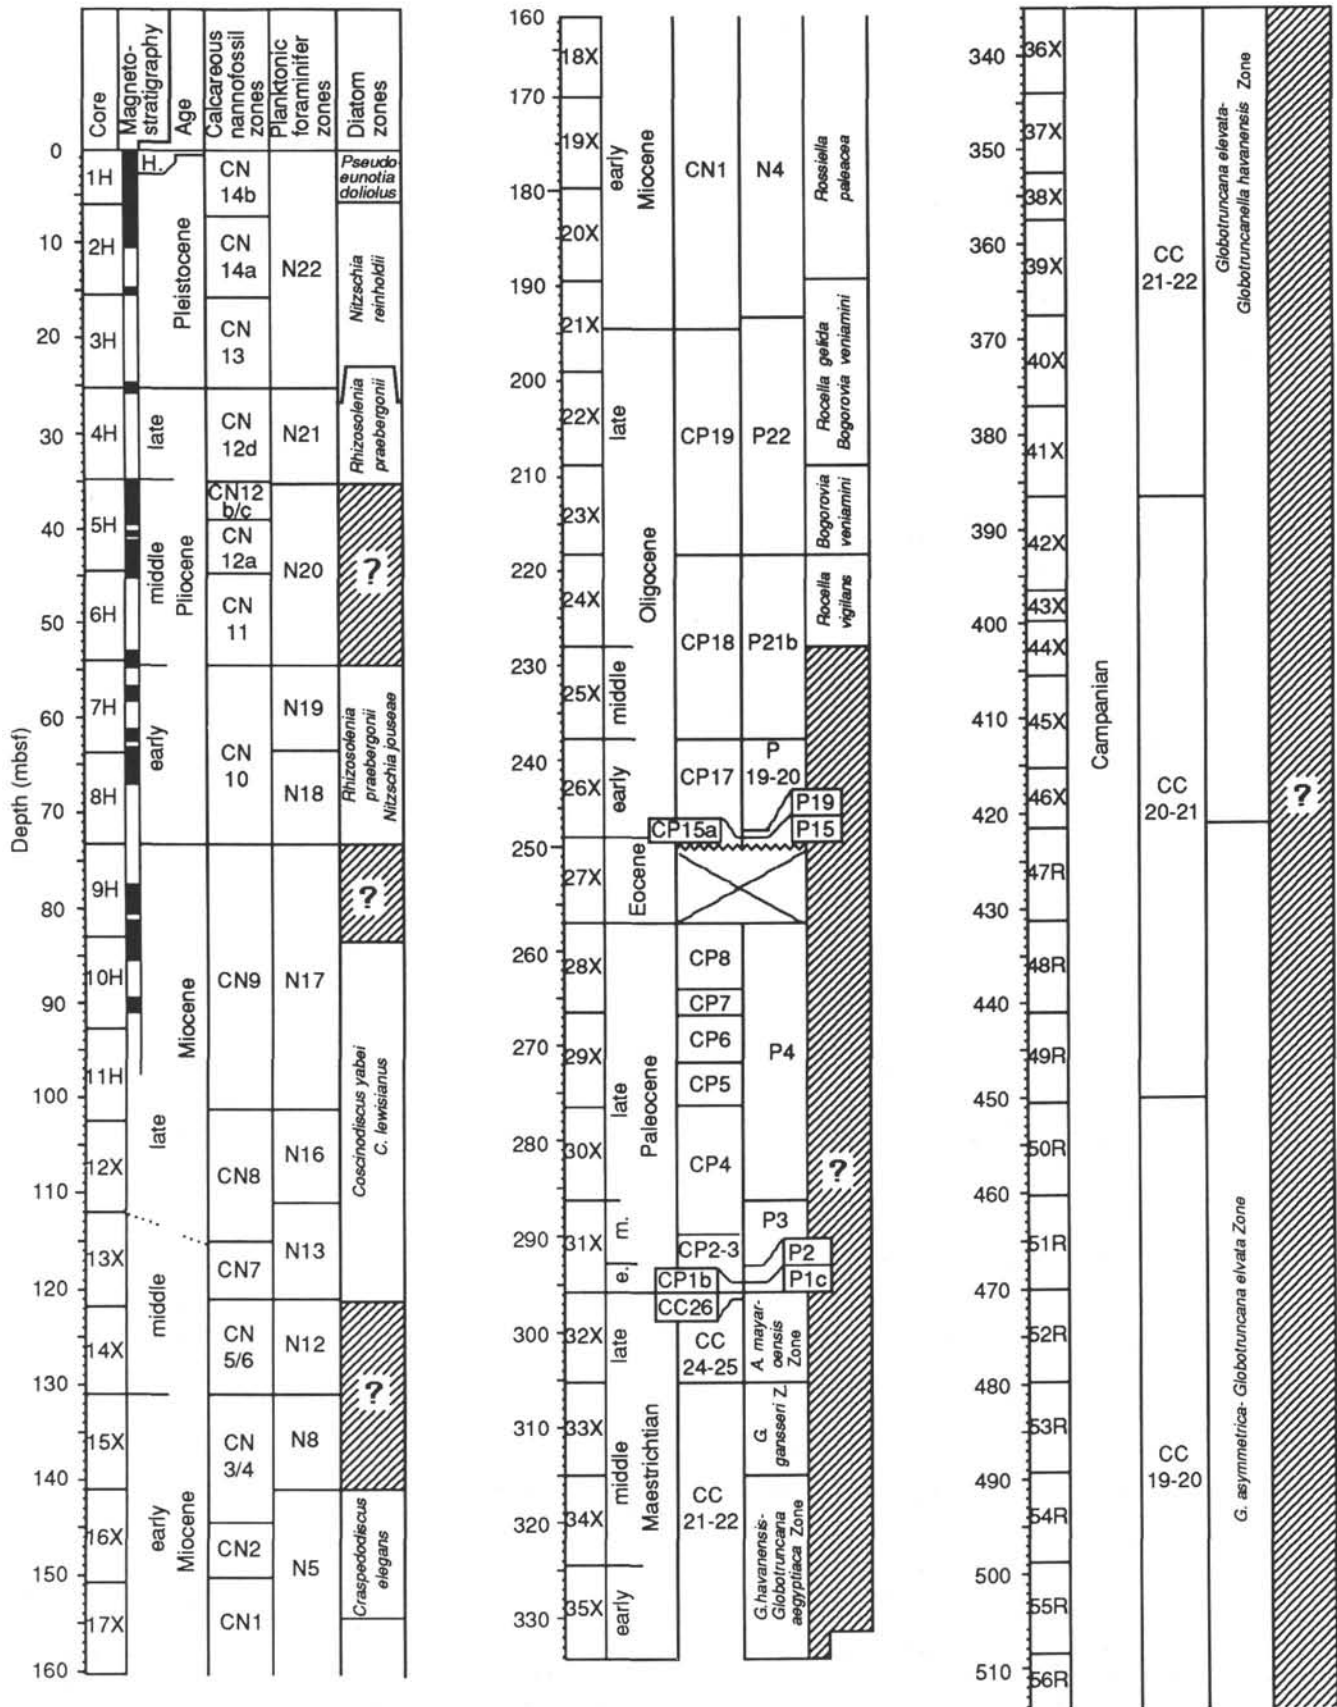 Core
Magneto-
stratigraphy
Age
Calcareous
nannofossil
zones
Planktonic
foraminifer
zones
Diatom
zones
Depth (mbsf)
0
10
20
30
40
50
60
70
80
90
100
110
120
130
140
150
160
1H
2H
3H
4H
5H
6H
7H
8H
9H
10H
11H
12X
13X
14X
15X
16X
17X
H.
Pleistocene
late
middle
early
Pliocene
late
Miocene
middle
early
Miocene
CN
14b
CN
14a
CN
13
CN
12d
CN12
b/c
CN
12a
CN
11
CN
10
CN9
CN8
CN7
CN
5/6
CN
3/4
CN2
CN1
N22
N21
N20
N19
N18
N17
N16
N13
N12
N8
N5
Pseudo-
eunotia
doliolus
Nitzschia
reinholdii
Rhizosolenia
praebergonii
?
Rhizosolenia
praebergonii
Nitzschia jouseae
?
Coscinodiscus yabei
C. lewisianus
?
Craspedodiscus
elegans
160
170
180
190
200
210
220
230
240
250
260
270
280
290
300
310
320
330
18X
19X
20X
21X
22X
23X
24X
25X
26X
27X
28X
29X
30X
31X
32X
33X
34X
35X
early
Miocene
late
middle
early
Oligocene
Eocene
late
m.
e.
Paleocene
late
middle
early
Maestrichtian
CN1
CP19
CP18
CP17
CP15a
CP8
CP7
CP6
CP5
CP4
CP2-3
CP1b
CC26
CC
24-25
CC
21-22
N4
P22
P21b
P
19-20
P19
P15
P4
P3
P2
P1c
A. mayar-
oensis
Zone
G.
gansseri Z.
G.havanensis-
Globotruncana
aegyptiaca Zone
Rossiella
paleacea
Rocella gelida
Bogorovia veniamini
Bogorovia
veniamini
Rocella
vigilans
?
340
350
360
370
380
390
400
410
420
430
440
450
460
470
480
490
500
510
36X
37X
38X
39X
40X
41X
42X
43X
44X
45X
46X
47R
48R
49R
50R
51R
52R
53R
54R
55R
56R
Campanian
CC
21-22
CC
20-21
CC
19-20
Globotruncana elevata-
Globotruncanella havanensis Zone
G. asymmetrica- Globotruncana elvata Zone
?